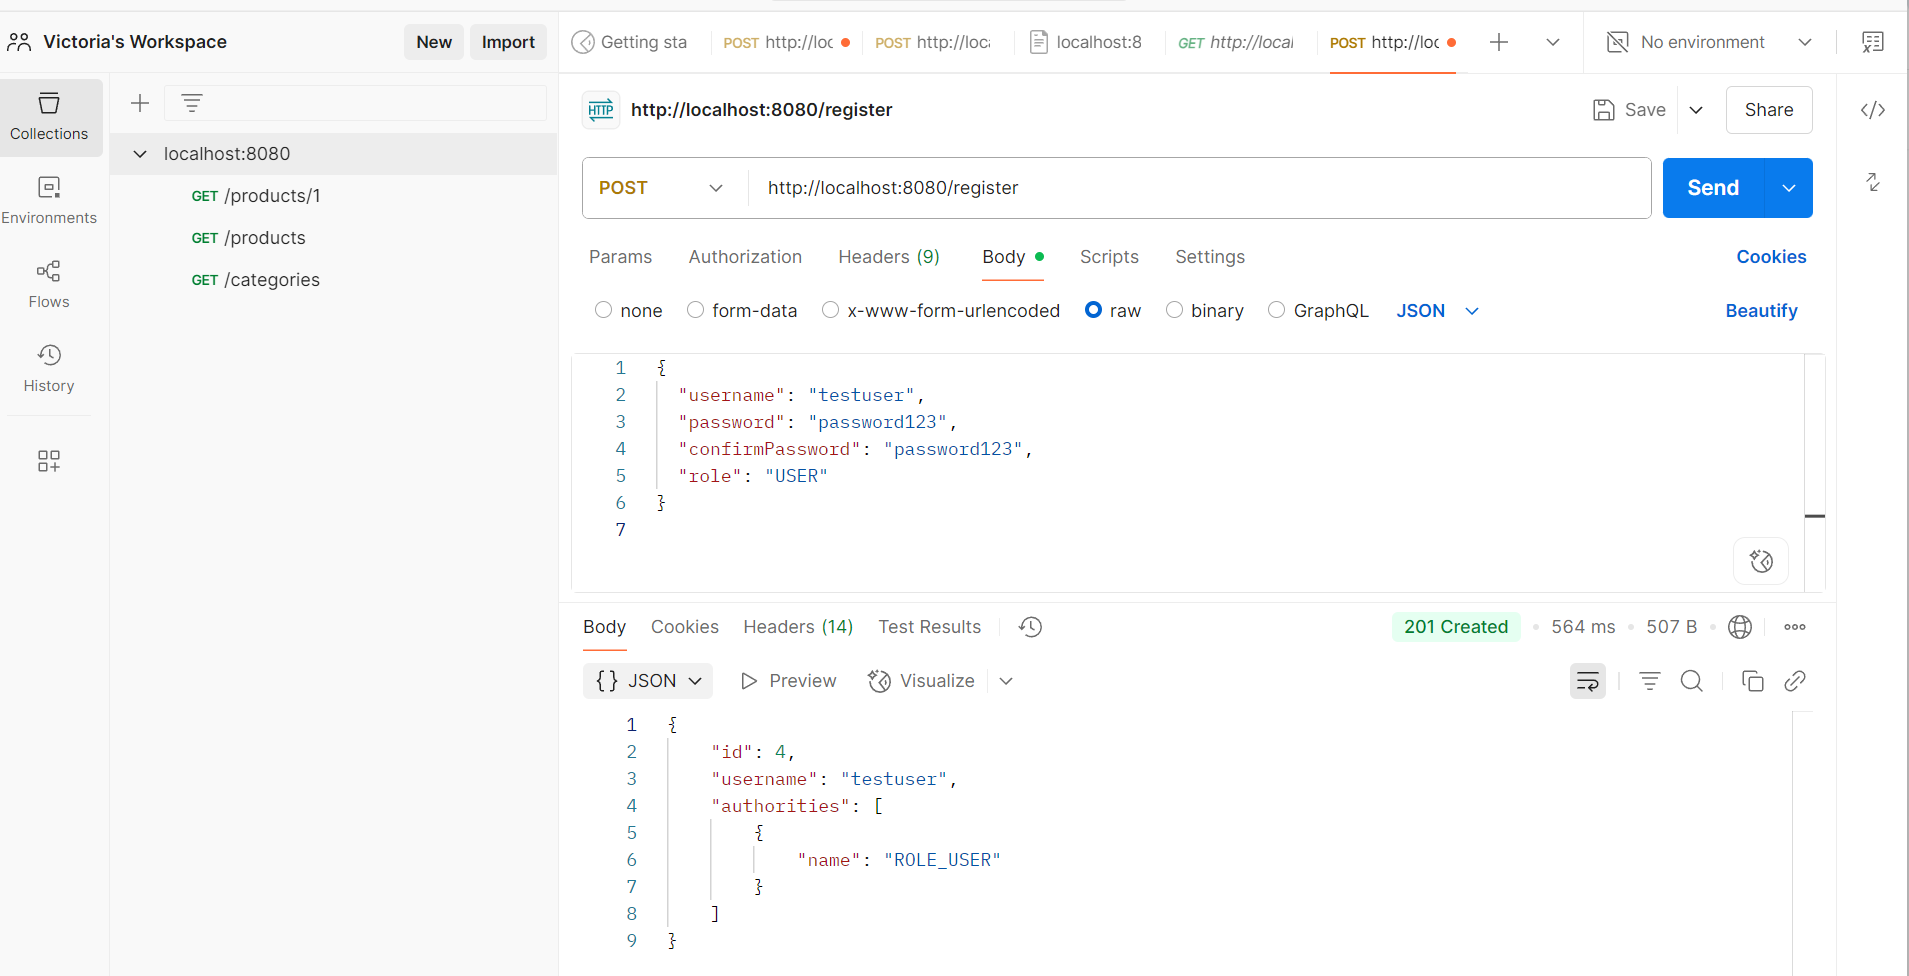 Victoria's Workspace
New
Import
Getting sta
POST http://loc
POST http://loc
localhost:8
GET http://local
POST http://loc
No environment
Collections
Environments
Flows
History
localhost:8080
GET /products/1
GET /products
GET /categories
HTTP http://localhost:8080/register
Save
Share
POST
http://localhost:8080/register
Send
Params
Authorization
Headers (9)
Body
Scripts
Settings
Cookies
none
form-data
x-www-form-urlencoded
raw
binary
GraphQL
JSON
Beautify
1 {
2 "username": "testuser",
3 "password": "password123",
4 "confirmPassword": "password123",
5 "role": "USER"
6 }
7
Body
Cookies
Headers (14)
Test Results
201 Created
564 ms
507 B
{} JSON
Preview
Visualize
1 {
2 "id": 4,
3 "username": "testuser",
4 "authorities": [
5 {
6 "name": "ROLE_USER"
7 }
8 ]
9 }